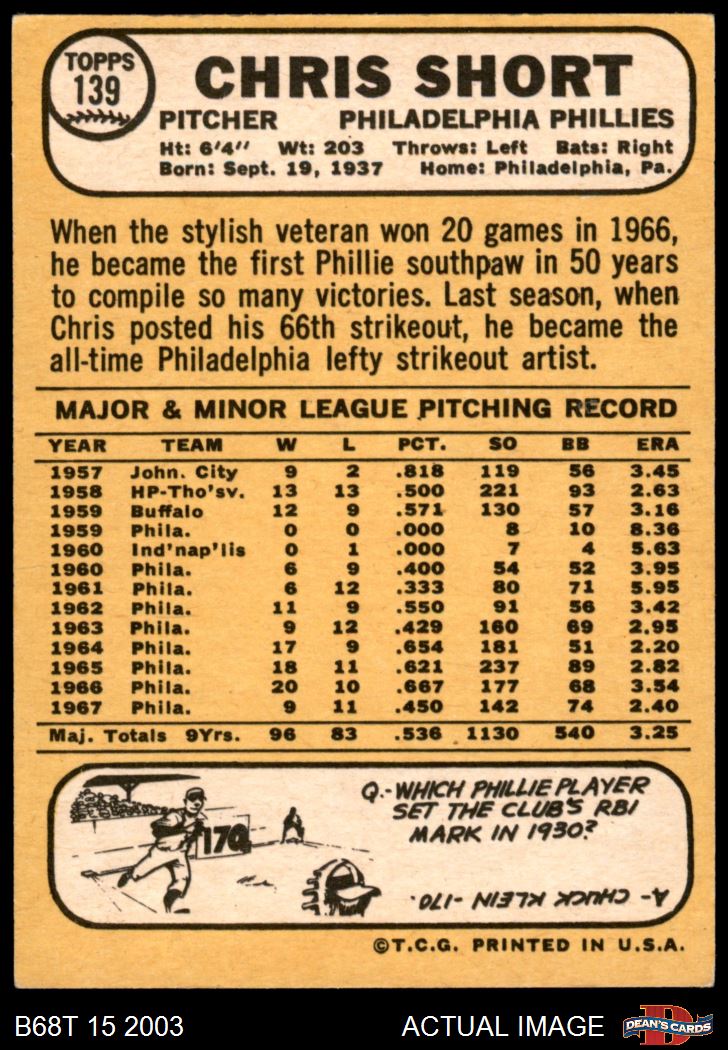 TOPPS
139
CHRIS SHORT
PITCHER PHILADELPHIA PHILLIES
Ht: 6'4" Wt: 203 Throws: Left Bats: Right
Born: Sept. 19, 1937 Home: Philadelphia, Pa.
When the stylish veteran won 20 games in 1966,
he became the first Phillie southpaw in 50 years
to compile so many victories. Last season, when
Chris posted his 66th strikeout, he became the
all-time Philadelphia lefty strikeout artist.
MAJOR & MINOR LEAGUE PITCHING RECORD
YEAR TEAM W L PCT. SO BB ERA
1957 John. City 9 2 .818 119 56 3.45
1958 HP-Tho'sv. 13 13 .500 221 93 2.63
1959 Buffalo 12 9 .571 130 57 3.16
1959 Phila. 0 0 .000 8 10 8.36
1960 Ind'nap'lis 0 1 .000 7 4 5.63
1960 Phila. 6 9 .400 54 52 3.95
1961 Phila. 6 12 .333 80 71 5.95
1962 Phila. 11 9 .550 91 56 3.42
1963 Phila. 9 12 .429 160 69 2.95
1964 Phila. 17 9 .654 181 51 2.20
1965 Phila. 18 11 .621 237 89 2.82
1966 Phila. 20 10 .667 177 68 3.54
1967 Phila. 9 11 .450 142 74 2.40
Maj. Totals 9Yrs. 96 83 .536 1130 540 3.25
170
Q.-WHICH PHILLIE PLAYER
SET THE CLUB'S RBI
MARK IN 1930?
A- CHUCK KLEIN -170.
©T.C.G. PRINTED IN U.S.A.
B68T 15 2003 ACTUAL IMAGE
D
DEAN'S CARDS